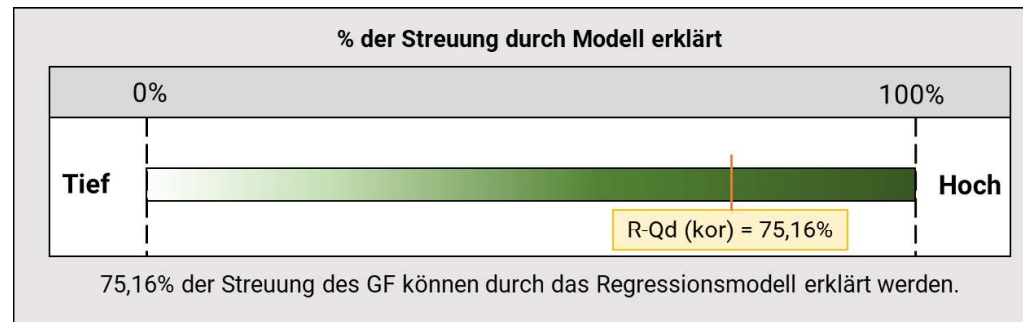 % der Streuung durch Modell erklärt
0% 100%
Tief Hoch
R-Qd (kor) = 75,16%
75,16% der Streuung des GF können durch das Regressionsmodell erklärt werden.